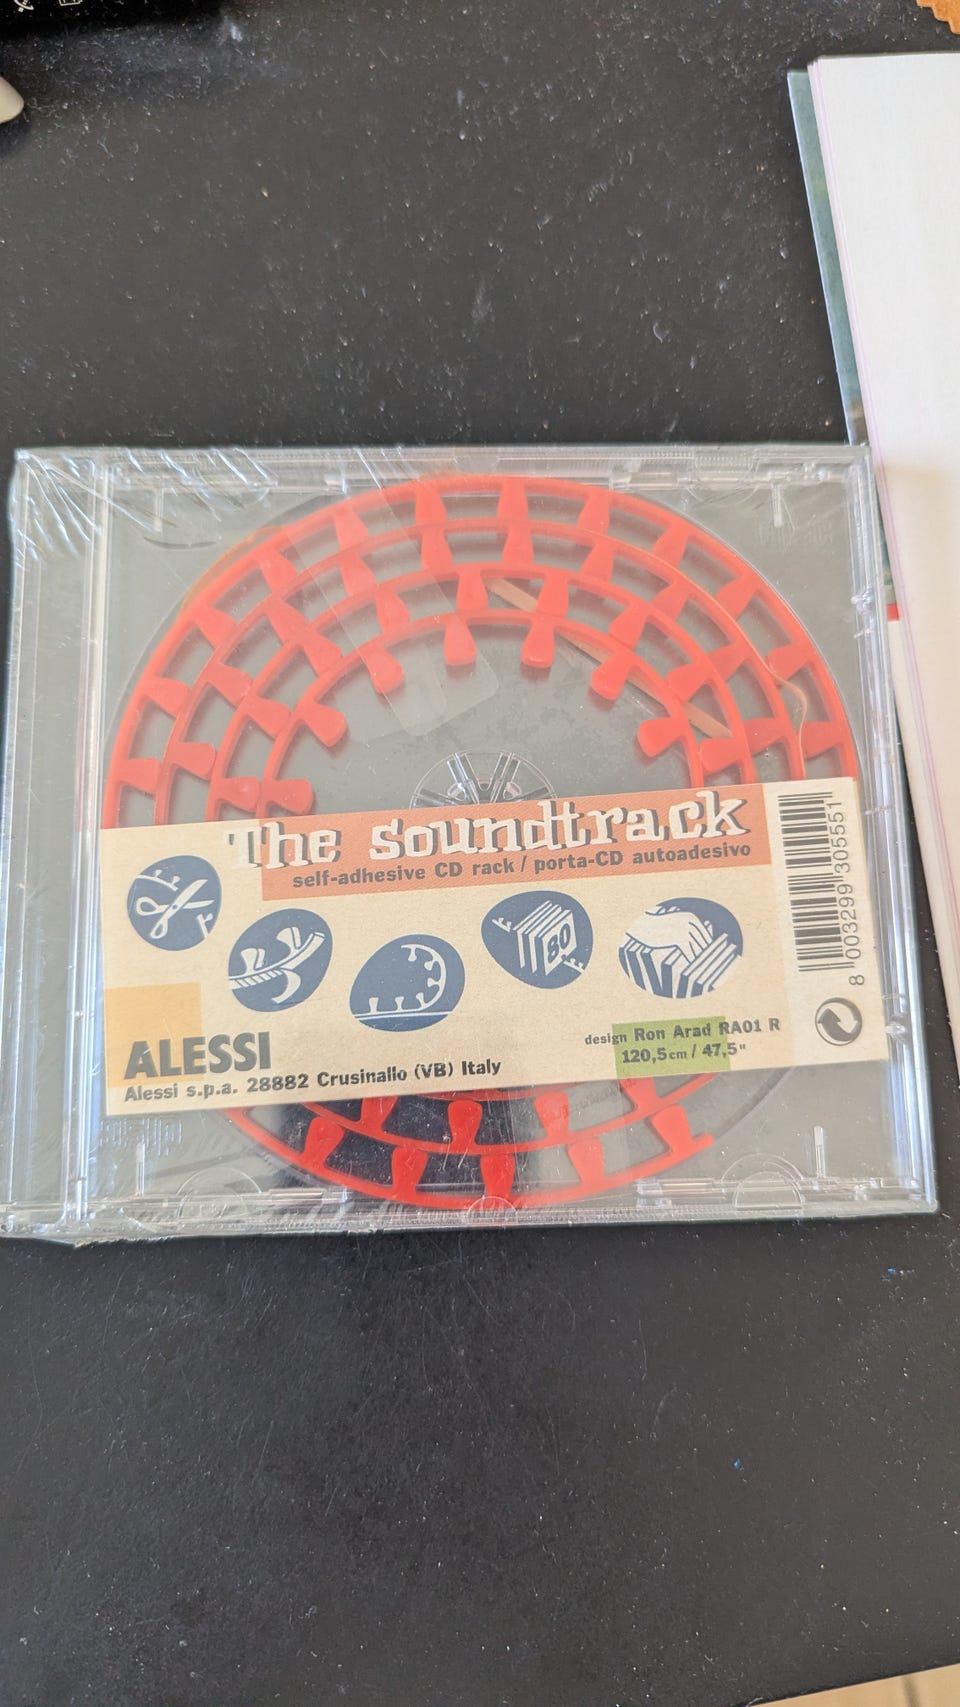 The soundtrack
self-adhesive CD rack / porta-CD autoadesivo
80
ALESSI
Alessi s.p.a. 28882 Crusinallo (VB) Italy
design Ron Arad RA01 R
120,5cm / 47,5"
8 003299 305551